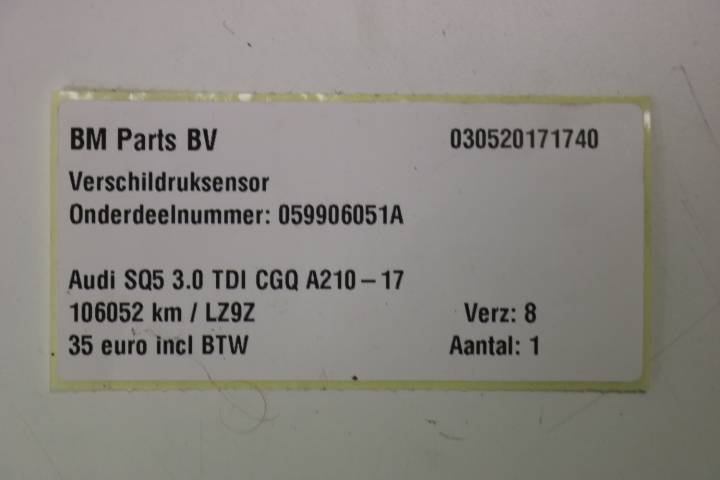 BM Parts BV 030520171740
Verschildruksensor
Onderdeelnummer: 059906051A
Audi SQ5 3.0 TDI CGQ A210-17
106052 km / LZ9Z Verz: 8
35 euro incl BTW Aantal: 1